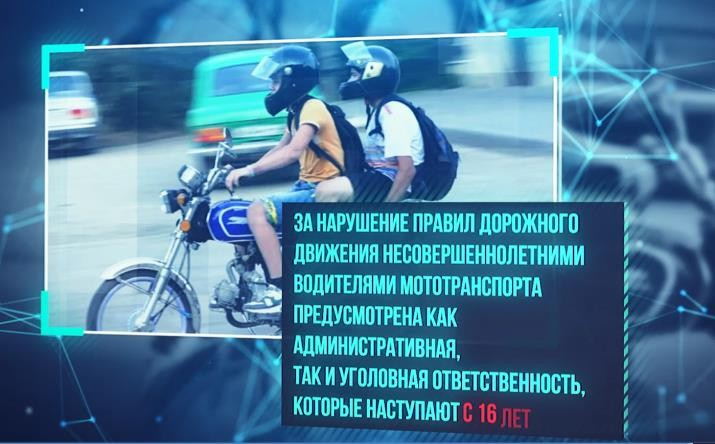 ЗА НАРУШЕНИЕ ПРАВИЛ ДОРОЖНОГО
ДВИЖЕНИЯ НЕСОВЕРШЕННОЛЕТНИМИ
ВОДИТЕЛЯМИ МОТОТРАНСПОРТА
ПРЕДУСМОТРЕНА КАК
АДМИНИСТРАТИВНАЯ,
ТАК И УГОЛОВНАЯ ОТВЕТСТВЕННОСТЬ,
КОТОРЫЕ НАСТУПАЮТ С 16 ЛЕТ